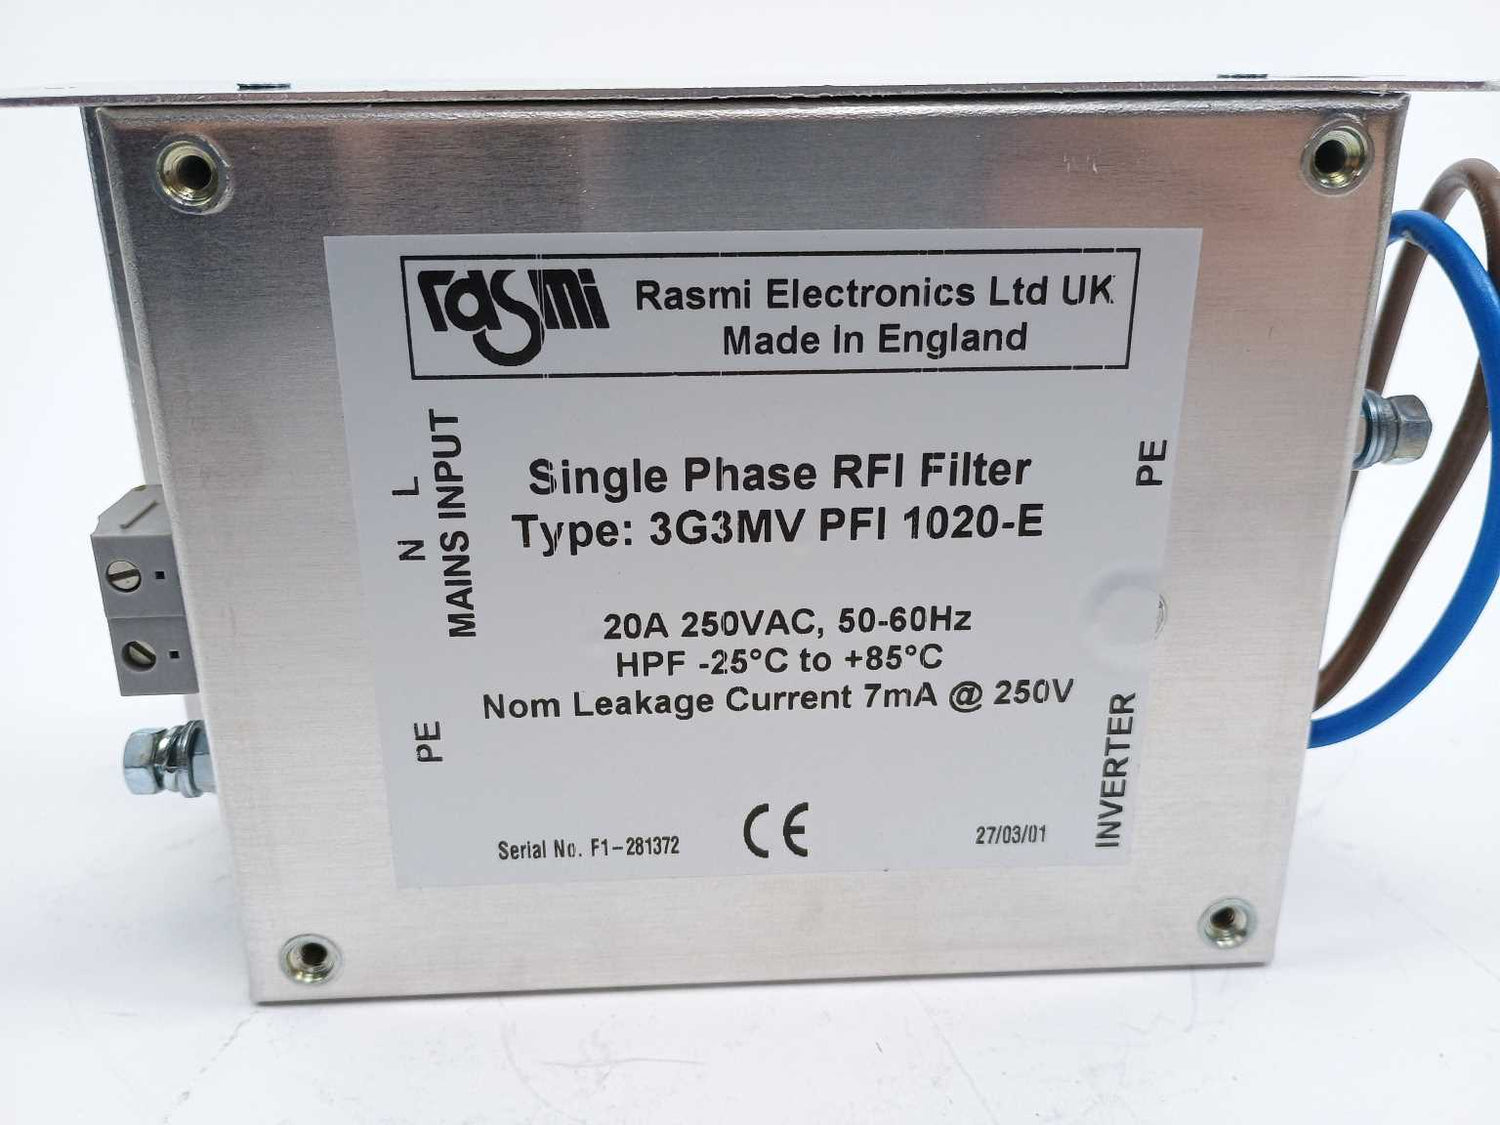 rasmi
Rasmi Electronics Ltd UK
Made in England
L
N
MAINS INPUT
PE
Single Phase RFI Filter
Type: 3G3MV PFI 1020-E
20A 250VAC, 50-60Hz
HPF -25°C to +85°C
Nom Leakage Current 7mA @ 250V
PE
INVERTER
Serial No. F1-281372
CE
27/03/01